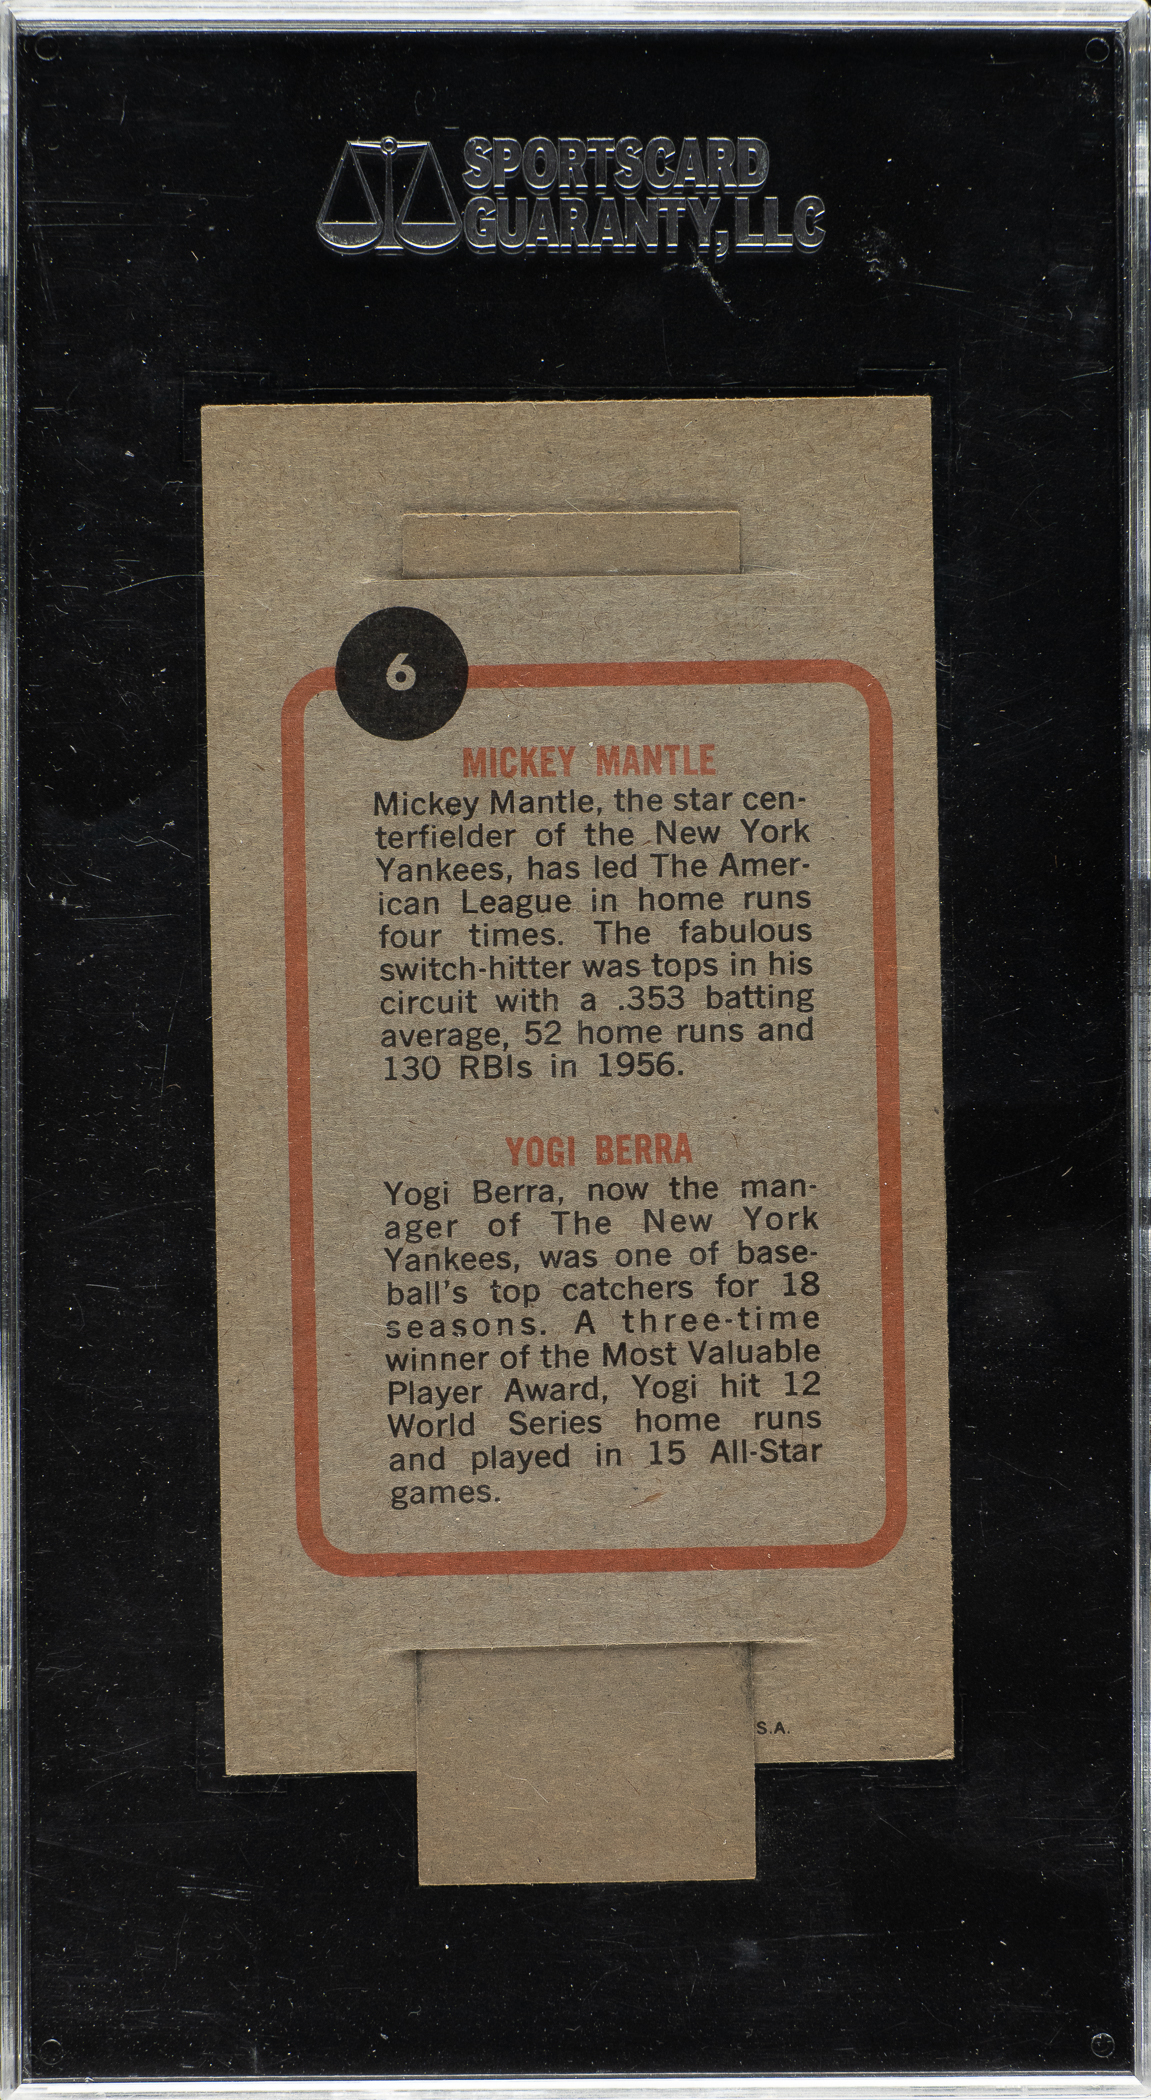 SPORTSCARD
GUARANTY, LLC
6
MICKEY MANTLE
Mickey Mantle, the star cen-
terfielder of the New York
Yankees, has led The Amer-
ican League in home runs
four times. The fabulous
switch-hitter was tops in his
circuit with a .353 batting
average, 52 home runs and
130 RBIs in 1956.
YOGI BERRA
Yogi Berra, now the man-
ager of The New York
Yankees, was one of base-
ball's top catchers for 18
seasons. A three-time
winner of the Most Valuable
Player Award, Yogi hit 12
World Series home runs
and played in 15 All-Star
games.
S.A.